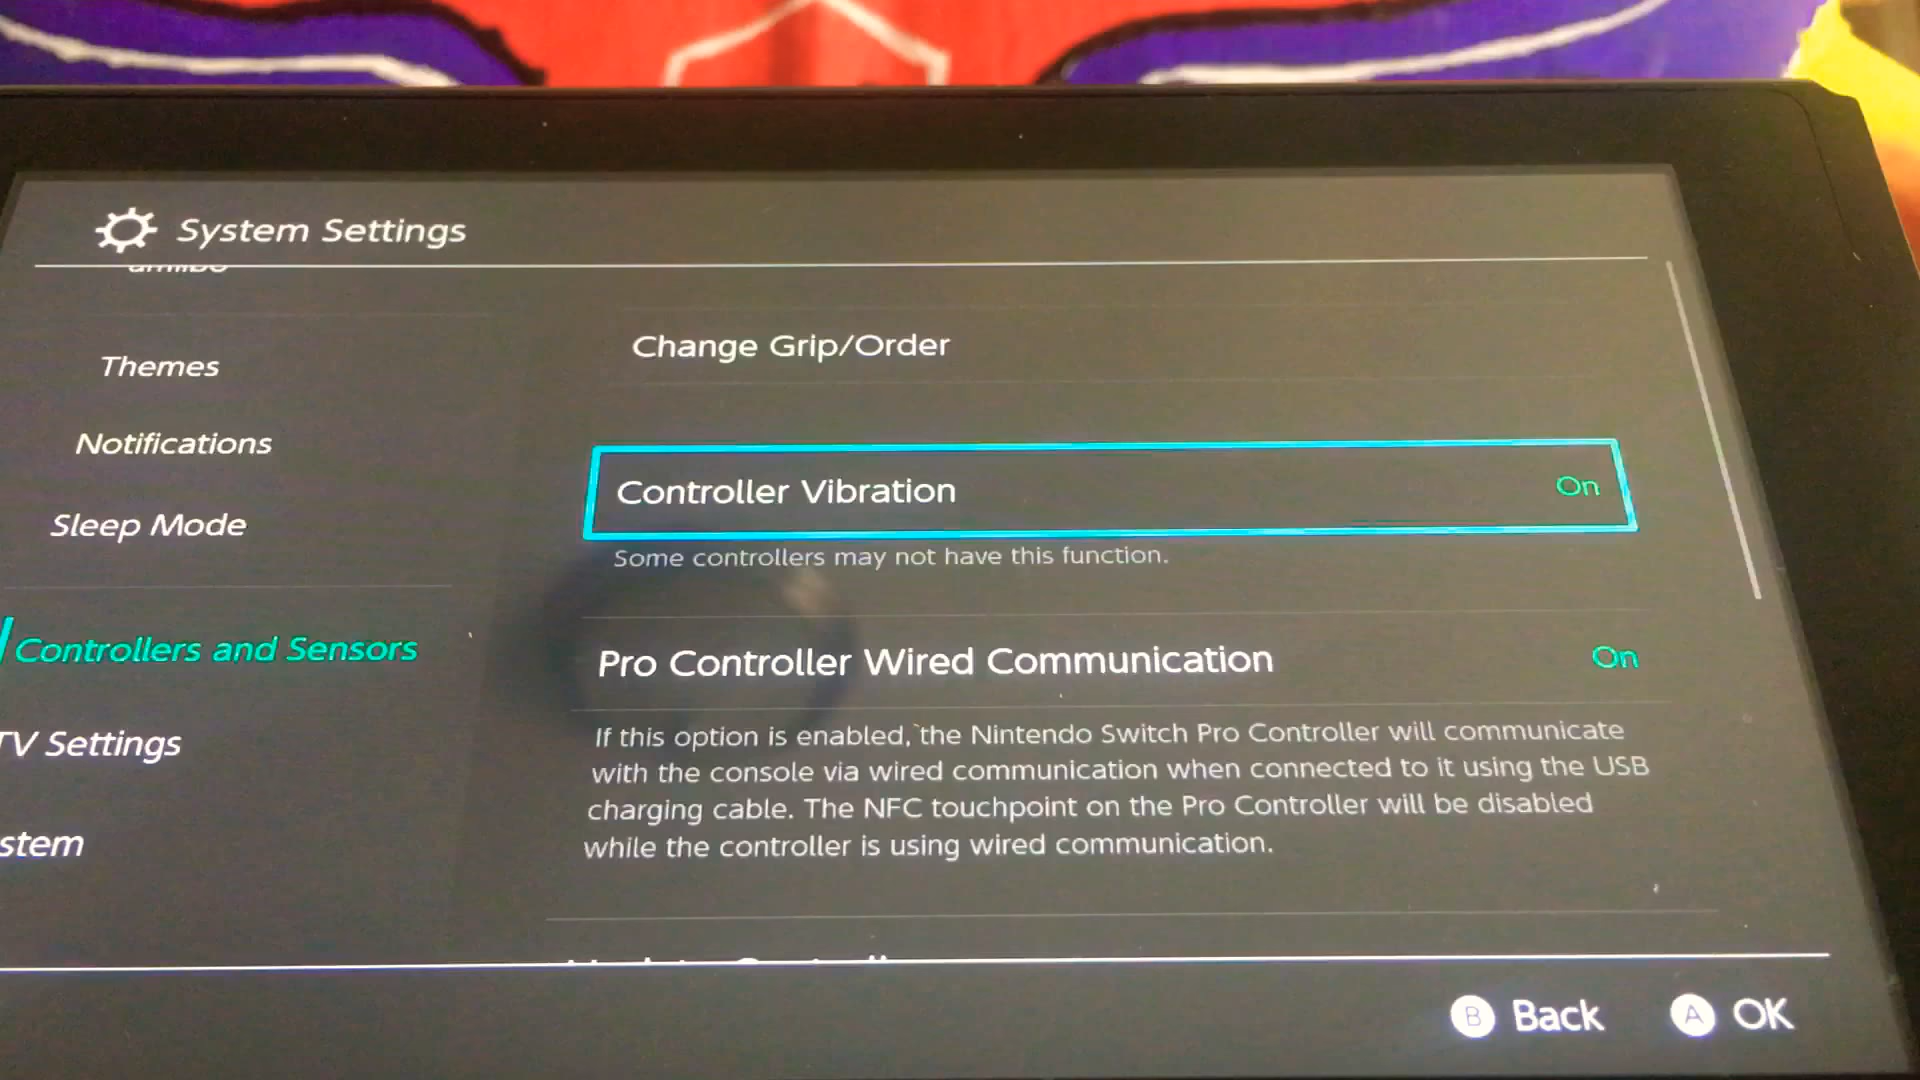 System Settings
amiibo
Themes
Notifications
Sleep Mode
Controllers and Sensors
TV Settings
stem
Change Grip/Order
Controller Vibration On
Some controllers may not have this function.
Pro Controller Wired Communication On
If this option is enabled, the Nintendo Switch Pro Controller will communicate
with the console via wired communication when connected to it using the USB
charging cable. The NFC touchpoint on the Pro Controller will be disabled
while the controller is using wired communication.
B Back A OK